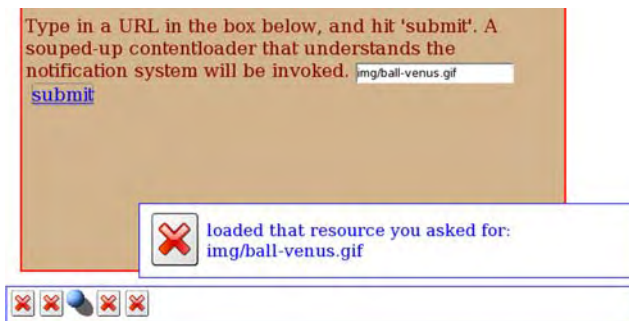 Type in a URL in the box below, and hit 'submit'. A
souped-up contentloader that understands the
notification system will be invoked. img/ball-venus.gif
submit
loaded that resource you asked for:
img/ball-venus.gif